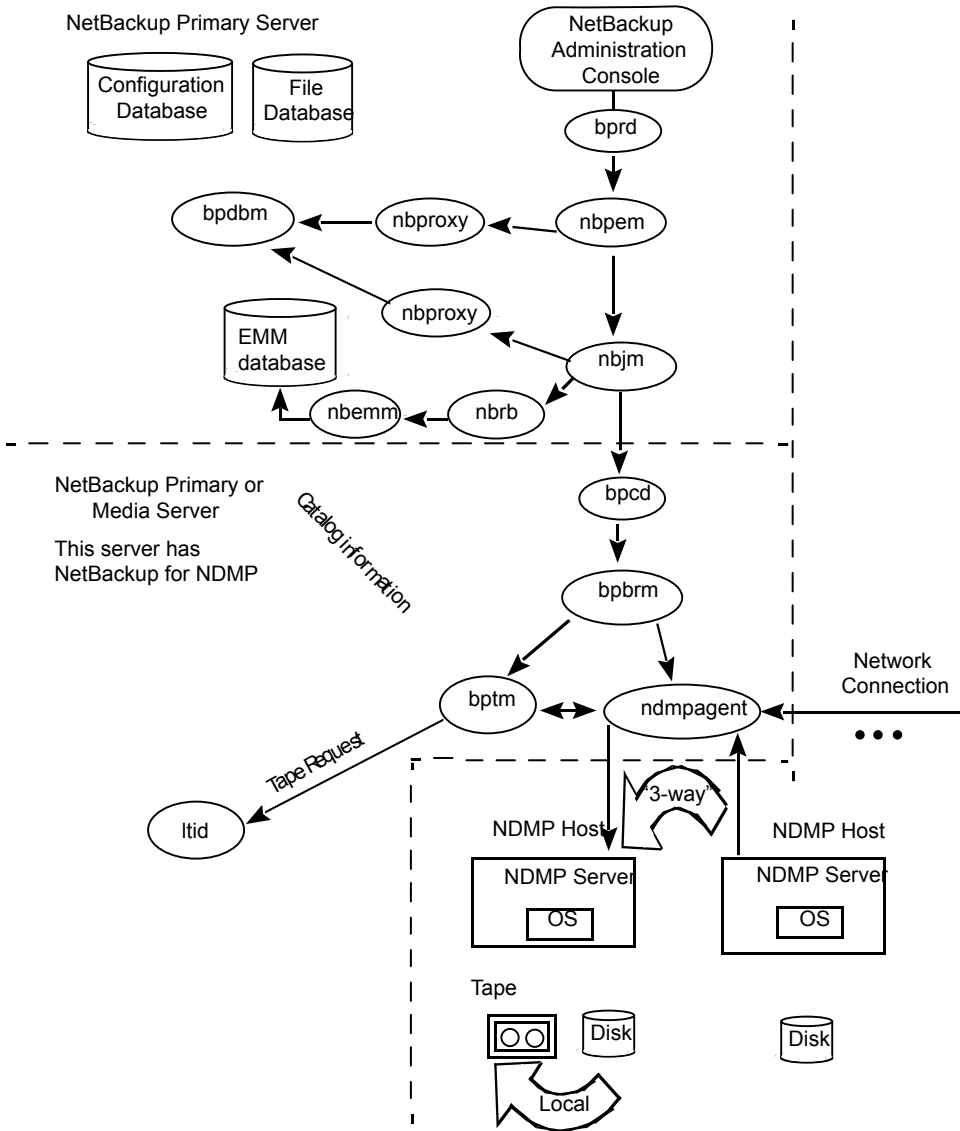 NetBackup Primary Server
NetBackup
Administration
Console
Configuration
Database
File
Database
bprd
bpdbm
nbproxy
nbpem
nbproxy
EMM
database
nbjm
nbemm
nbrb
NetBackup Primary or
Media Server
This server has
NetBackup for NDMP
Catalog information
bpcd
bpbrm
Network
Connection
bptm
ndmpagent
Tape Request
"3-way"
ltid
NDMP Host
NDMP Host
NDMP Server
NDMP Server
OS
OS
Tape
Disk
Disk
Local